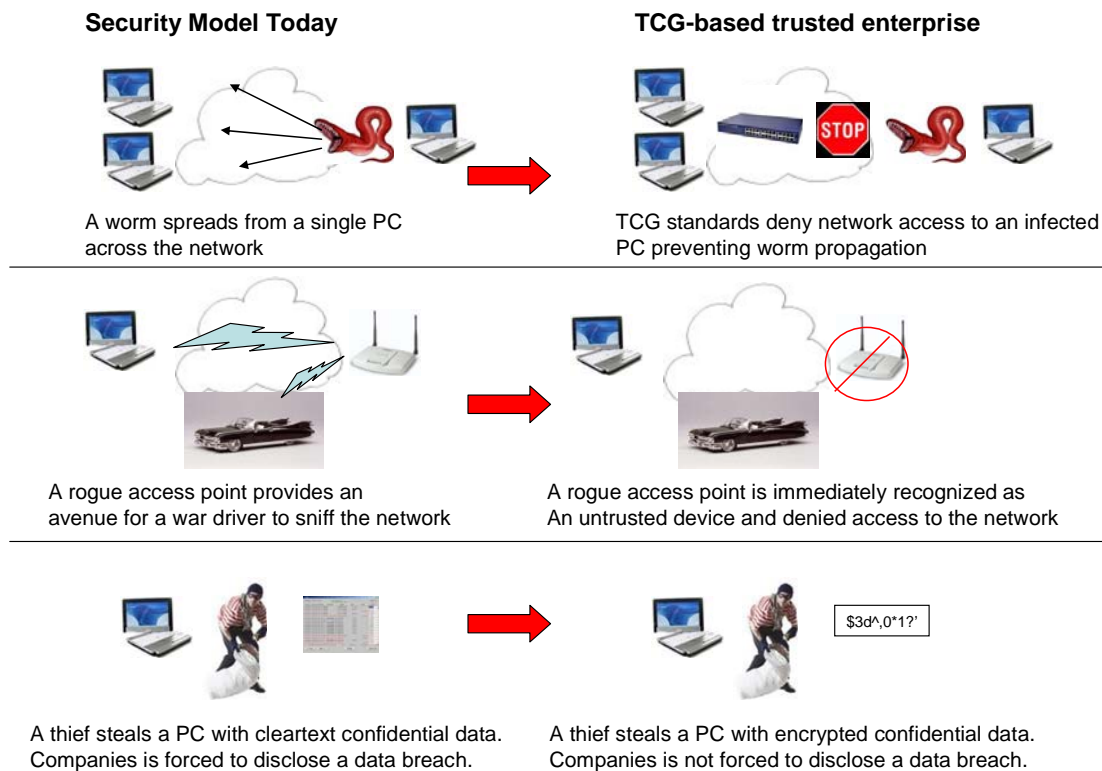 Security Model Today
TCG-based trusted enterprise
STOP
A worm spreads from a single PC
across the network
TCG standards deny network access to an infected
PC preventing worm propagation
A rogue access point provides an
avenue for a war driver to sniff the network
A rogue access point is immediately recognized as
An untrusted device and denied access to the network
$3d^,0*1?'
A thief steals a PC with cleartext confidential data.
Companies is forced to disclose a data breach.
A thief steals a PC with encrypted confidential data.
Companies is not forced to disclose a data breach.